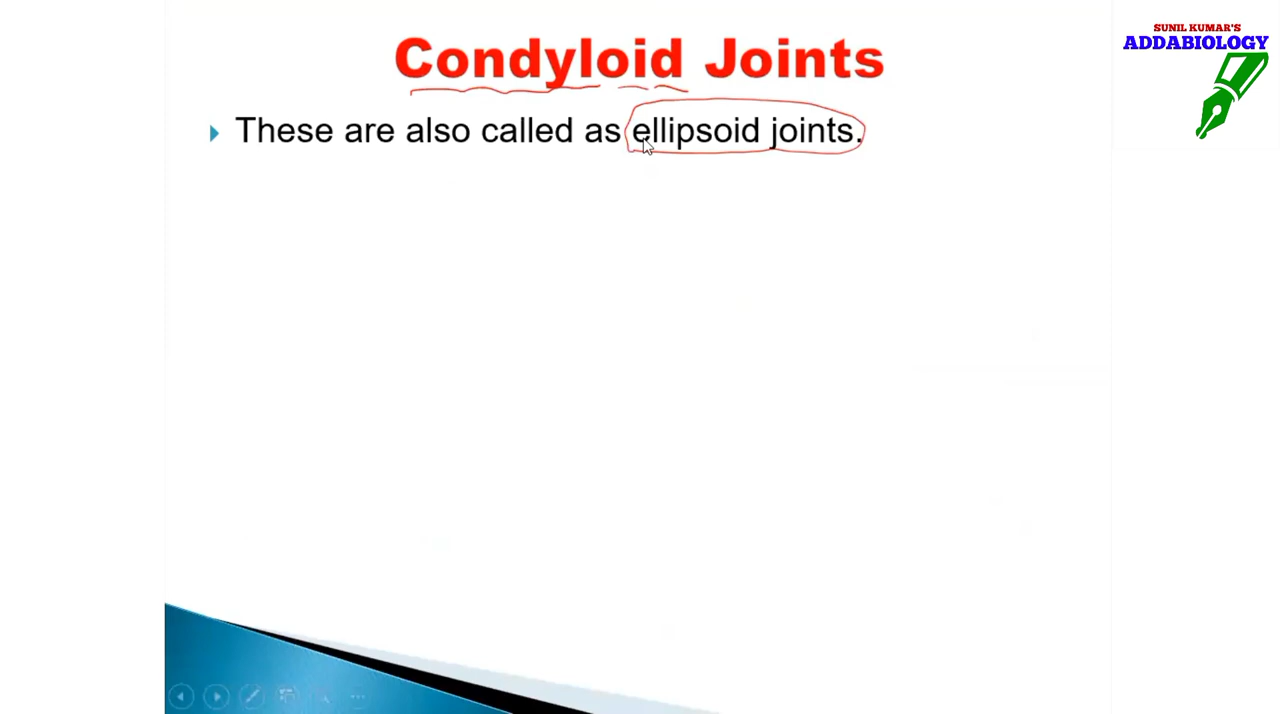 SUNIL KUMAR'S
ADDABIOLOGY
Condyloid Joints
These are also called as ellipsoid joints.